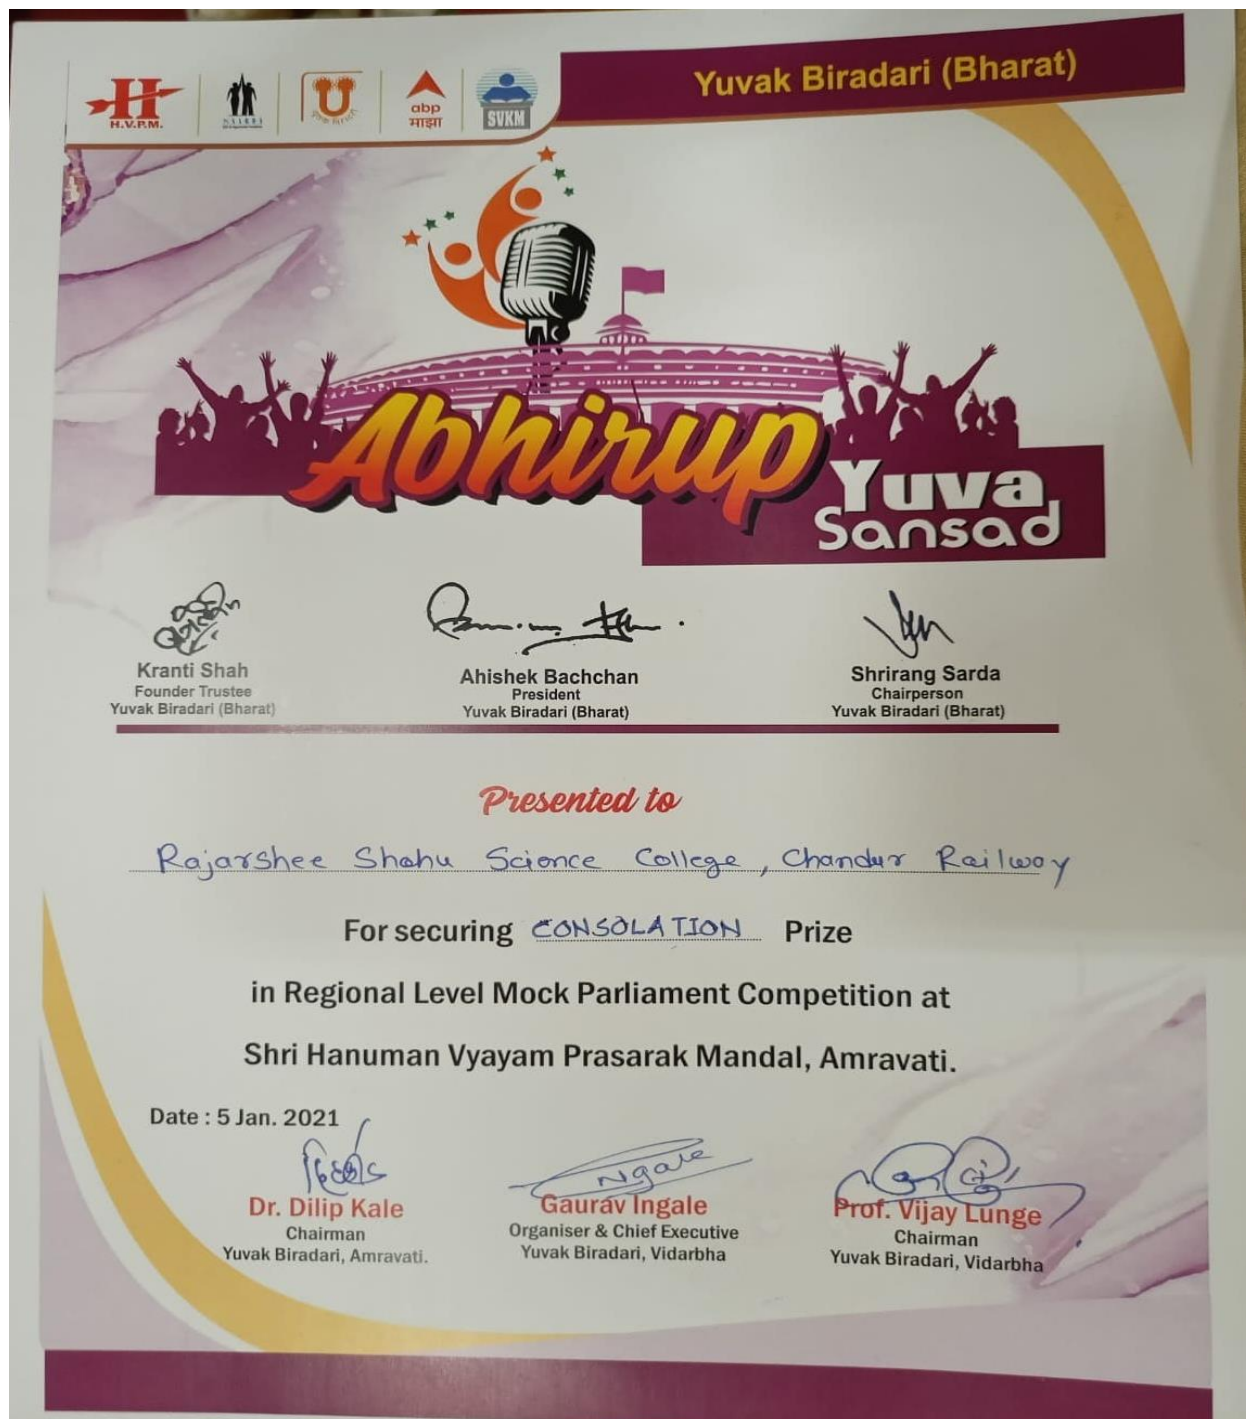 H.V.P.M.
abp
माझा
SVKM
Yuvak Biradari (Bharat)
Abhirup
Yuva
Sansad
Kranti Shah
Founder Trustee
Yuvak Biradari (Bharat)
Ahishek Bachchan
President
Yuvak Biradari (Bharat)
Shrirang Sarda
Chairperson
Yuvak Biradari (Bharat)
Presented to
Rajarshee Shahu Science College, Chandur Railway
For securing CONSOLATION Prize
in Regional Level Mock Parliament Competition at
Shri Hanuman Vyayam Prasarak Mandal, Amravati.
Date : 5 Jan. 2021
Ngale
Dr. Dilip Kale
Chairman
Yuvak Biradari, Amravati.
Gaurav Ingale
Organiser & Chief Executive
Yuvak Biradari, Vidarbha
Prof. Vijay Lunge
Chairman
Yuvak Biradari, Vidarbha